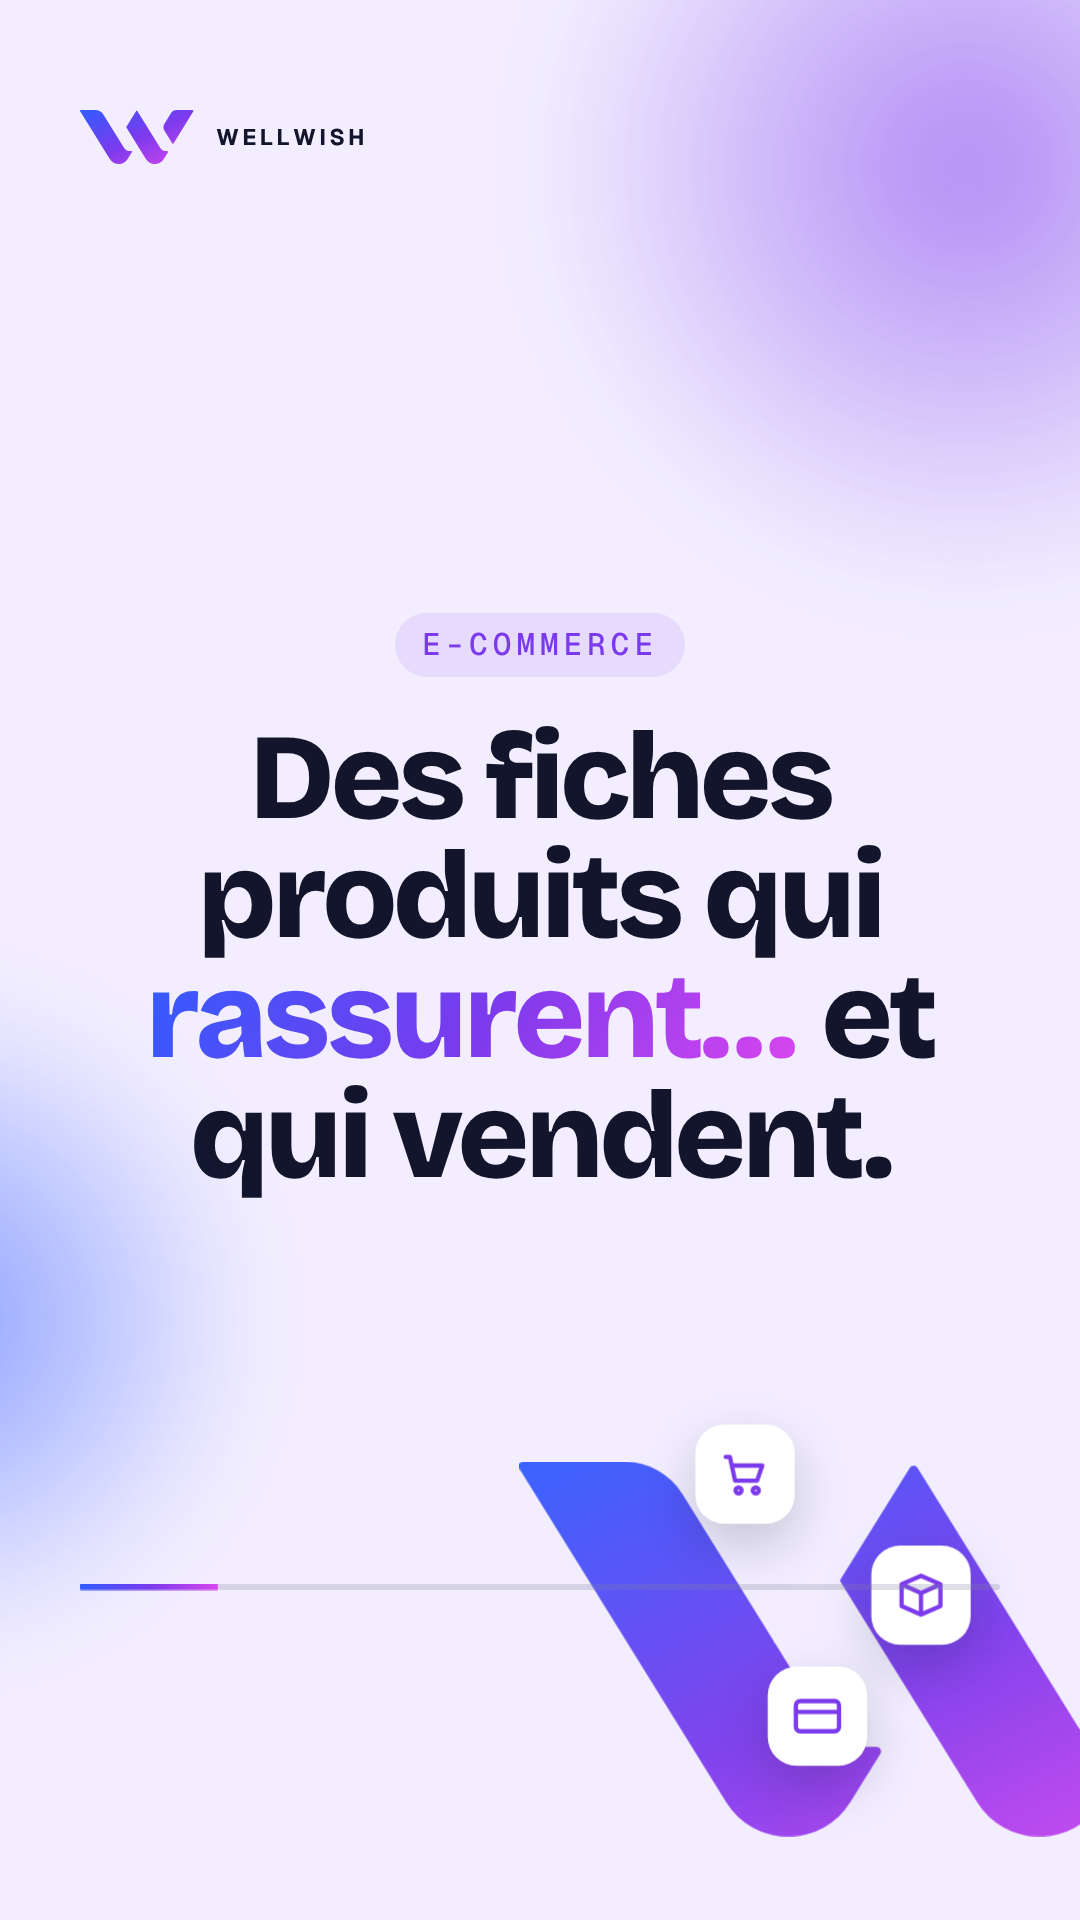 WELLWISH
E-COMMERCE
Des fiches
produits qui
rassurent... et
qui vendent.